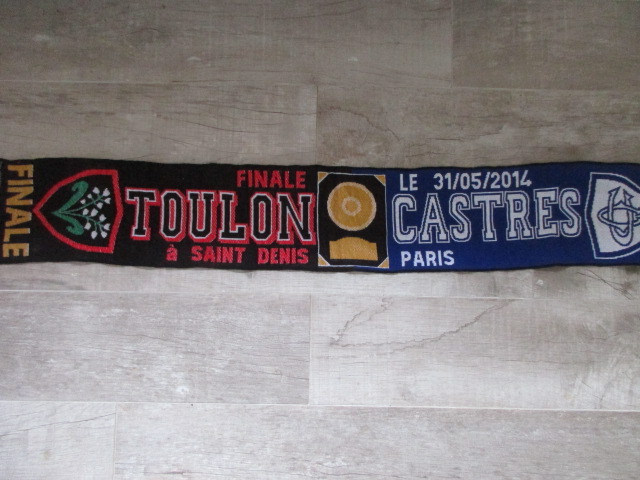 FINALE
FINALE
TOULON
à SAINT DENIS
LE 31/05/2014
CASTRES
PARIS